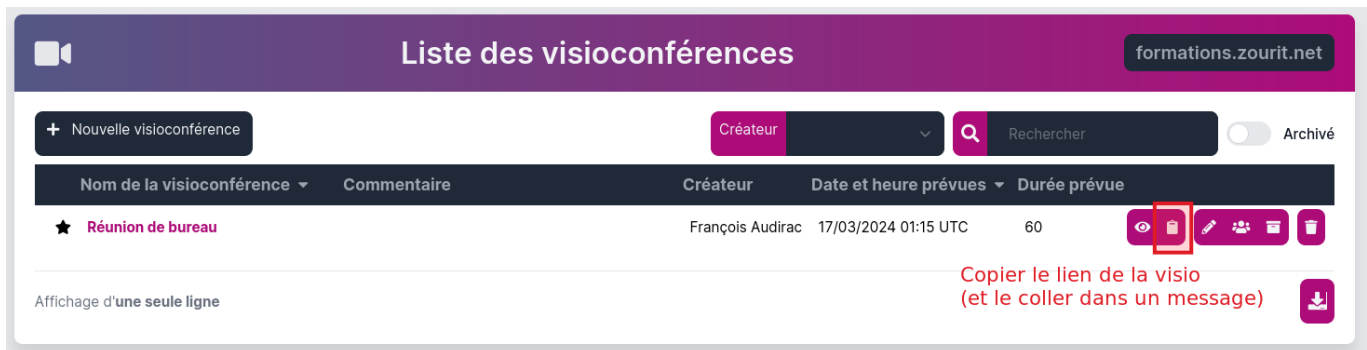 Liste des visioconférences
formations.zourit.net
+ Nouvelle visioconférence
Créateur
Rechercher
Archivé
Nom de la visioconférence Commentaire Créateur Date et heure prévues Durée prévue
Réunion de bureau François Audirac 17/03/2024 01:15 UTC 60
Copier le lien de la visio
(et le coller dans un message)
Affichage d'une seule ligne